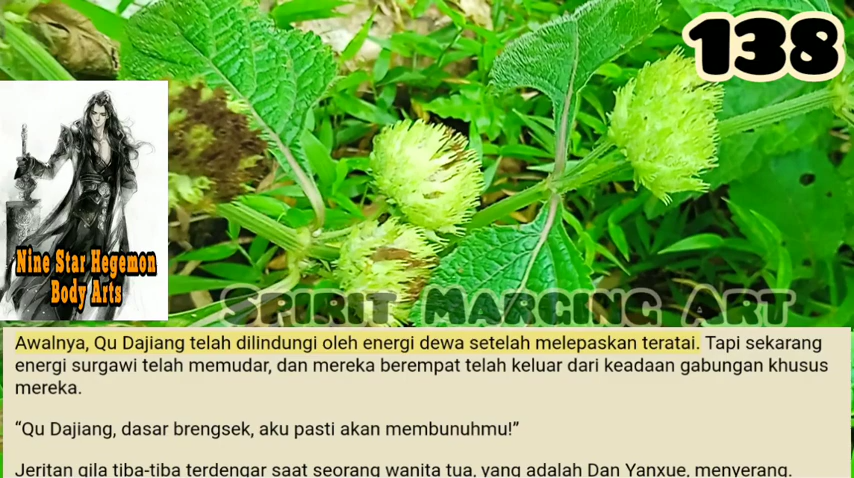 138
Nine Star Hegemon
Body Arts
SPIRIT MARGING ART
Awalnya, Qu Dajiang telah dilindungi oleh energi dewa setelah melepaskan teratai. Tapi sekarang
energi surgawi telah memudar, dan mereka berempat telah keluar dari keadaan gabungan khusus
mereka.
“Qu Dajiang, dasar brengsek, aku pasti akan membunuhmu!”
Jeritan gila tiba-tiba terdengar saat seorang wanita tua, yang adalah Dan Yanxue, menyerang.